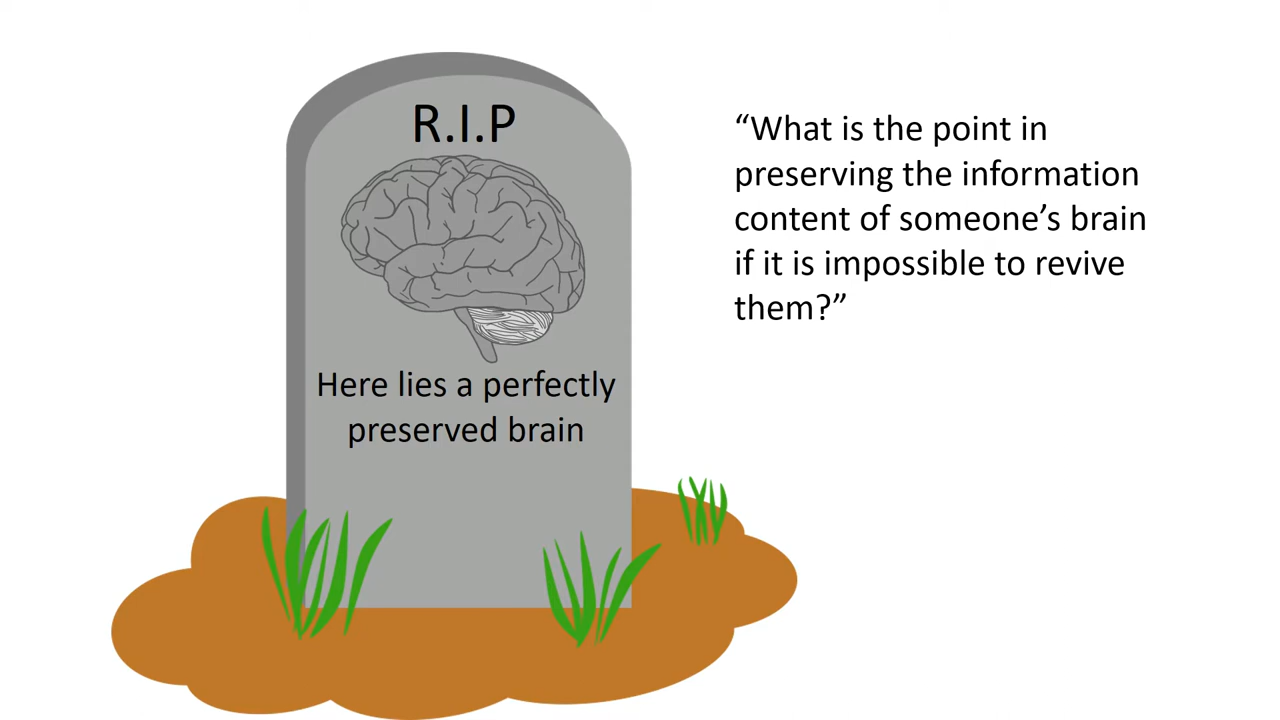 R.I.P
Here lies a perfectly
preserved brain
“What is the point in
preserving the information
content of someone’s brain
if it is impossible to revive
them?”